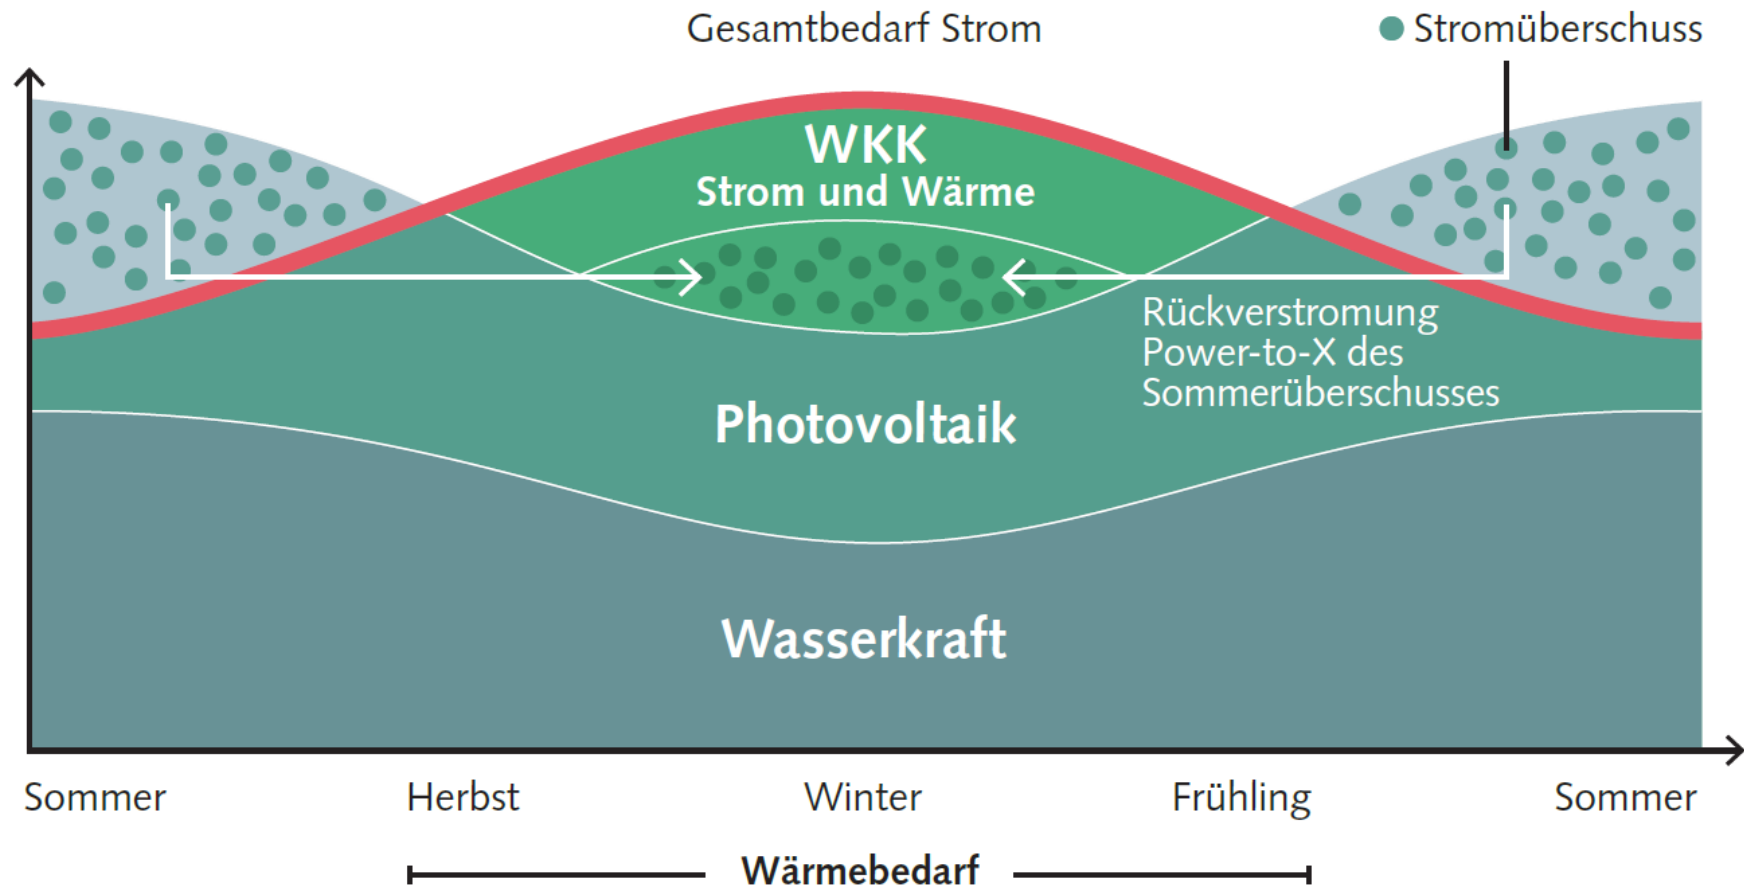 Gesamtbedarf Strom
Stromüberschuss
WKK
Strom und Wärme
Rückverstromung
Power-to-X des
Sommerüberschusses
Photovoltaik
Wasserkraft
Sommer Herbst Winter Frühling Sommer
Wärmebedarf